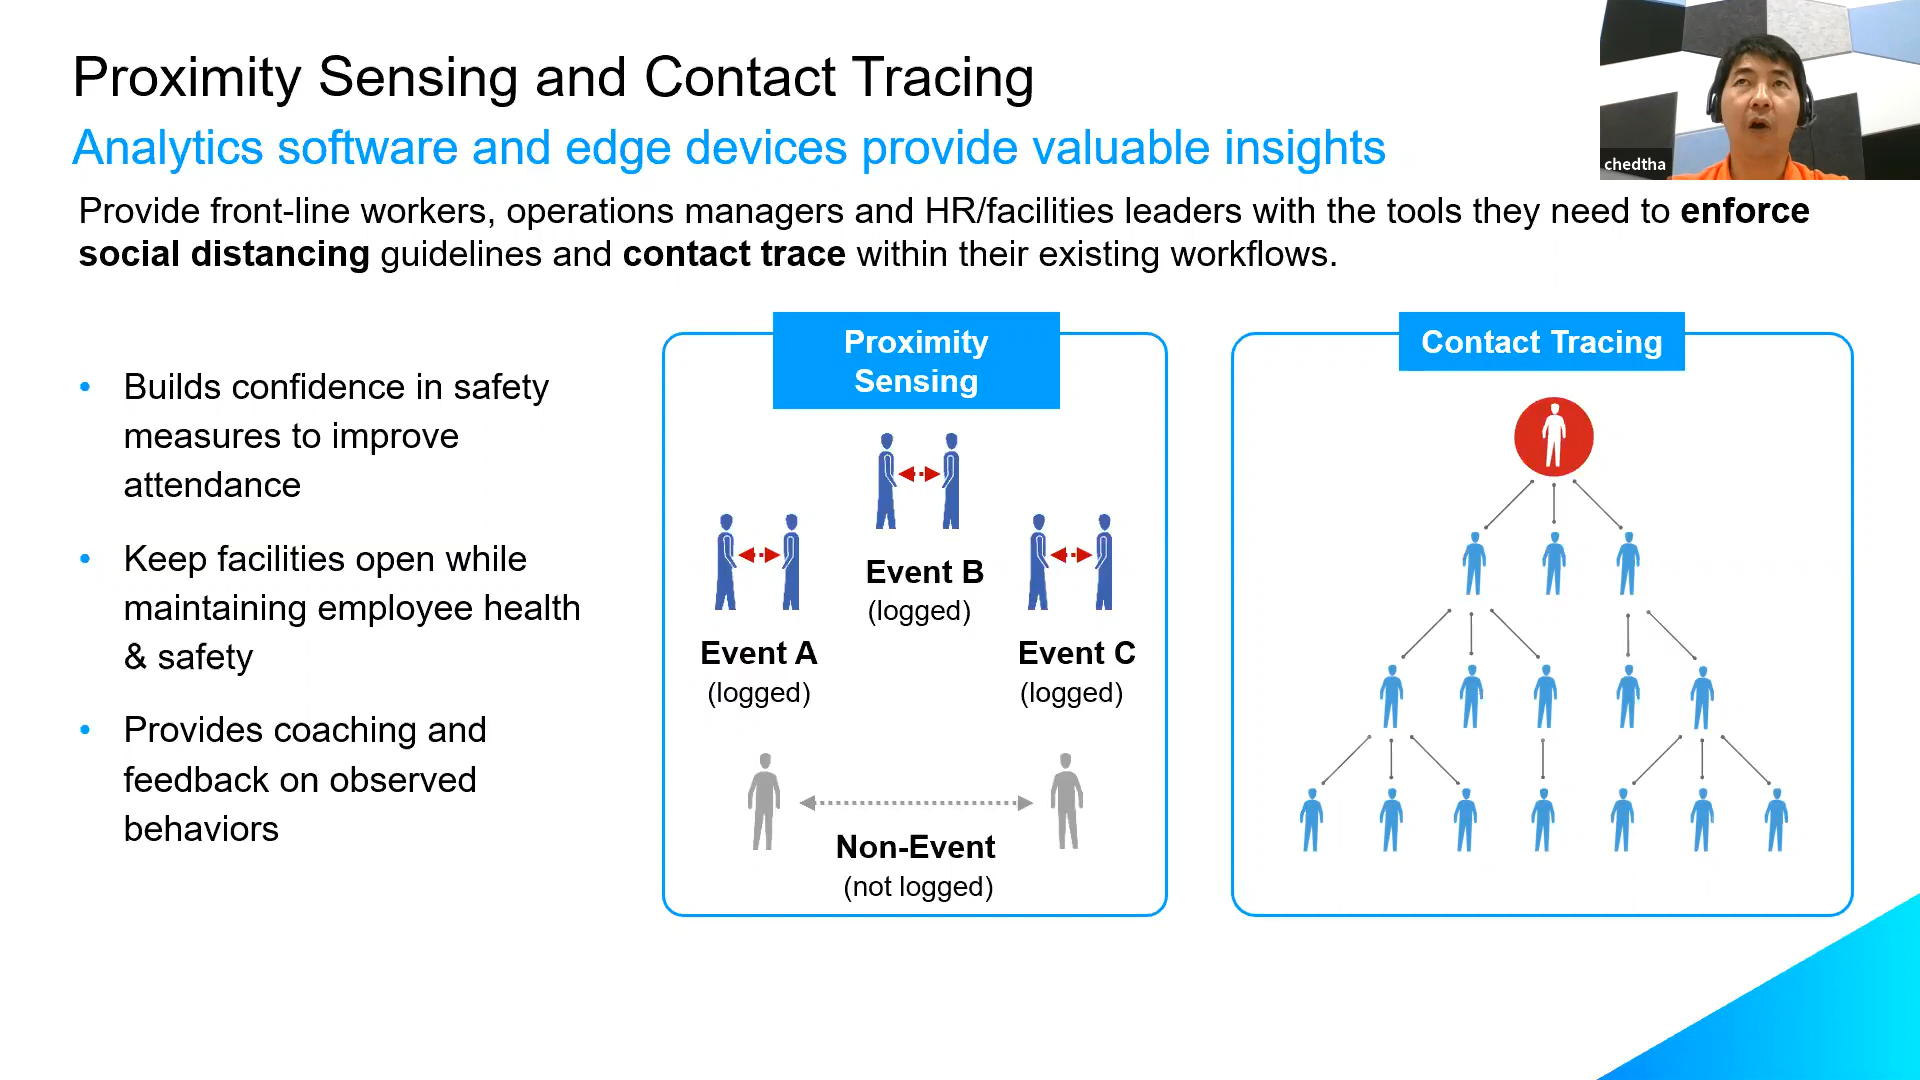 Proximity Sensing and Contact Tracing
Analytics software and edge devices provide valuable insights
chedtha
Provide front-line workers, operations managers and HR/facilities leaders with the tools they need to enforce
social distancing guidelines and contact trace within their existing workflows.
• Builds confidence in safety
measures to improve
attendance
• Keep facilities open while
maintaining employee health
& safety
• Provides coaching and
feedback on observed
behaviors
Proximity
Sensing
Event B
(logged)
Event A
(logged)
Event C
(logged)
Non-Event
(not logged)
Contact Tracing